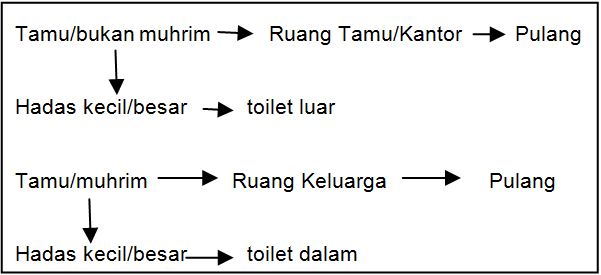 Tamu/bukan muhrim Ruang Tamu/Kantor Pulang
Hadas kecil/besar toilet luar
Tamu/muhrim Ruang Keluarga Pulang
Hadas kecil/besar toilet dalam